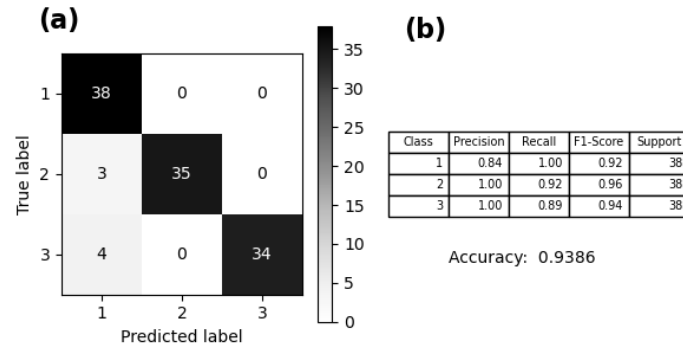 (a)
1 38 0 0
2 3 35 0
3 4 0 34
1 2 3
True label
Predicted label
35
30
25
20
15
10
5
0
(b)
Class Precision Recall F1-Score Support
1 0.84 1.00 0.92 38
2 1.00 0.92 0.96 38
3 1.00 0.89 0.94 38
Accuracy: 0.9386